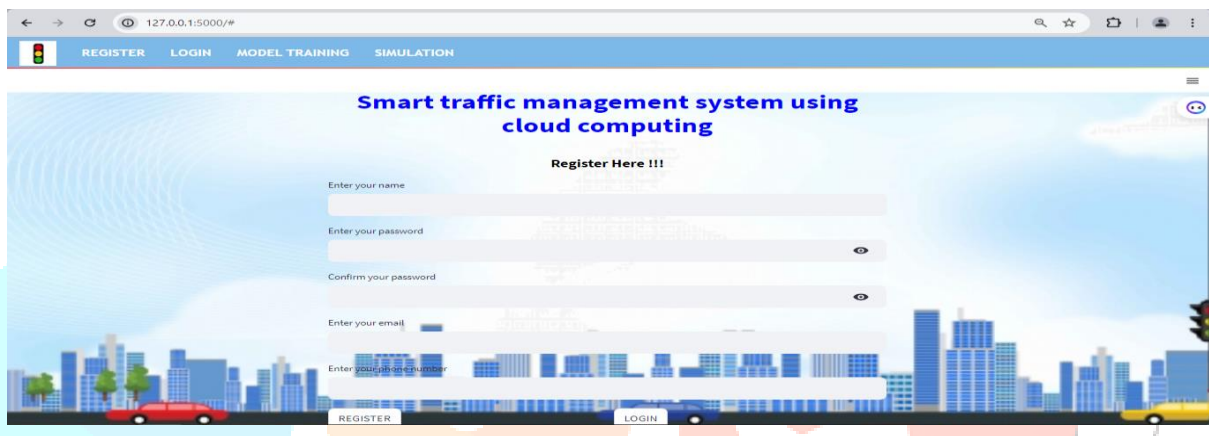 127.0.0.1:5000/#
REGISTER LOGIN MODEL TRAINING SIMULATION
Smart traffic management system using
cloud computing
Register Here !!!
Enter your name
Enter your password
Confirm your password
Enter your email
Enter your phone number
REGISTER LOGIN